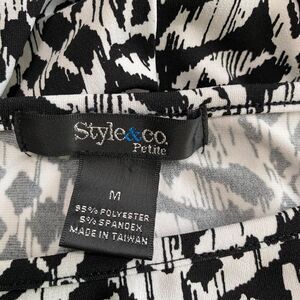 Style&co.
Petite
M
95% POLYESTER
5% SPANDEX
MADE IN TAIWAN